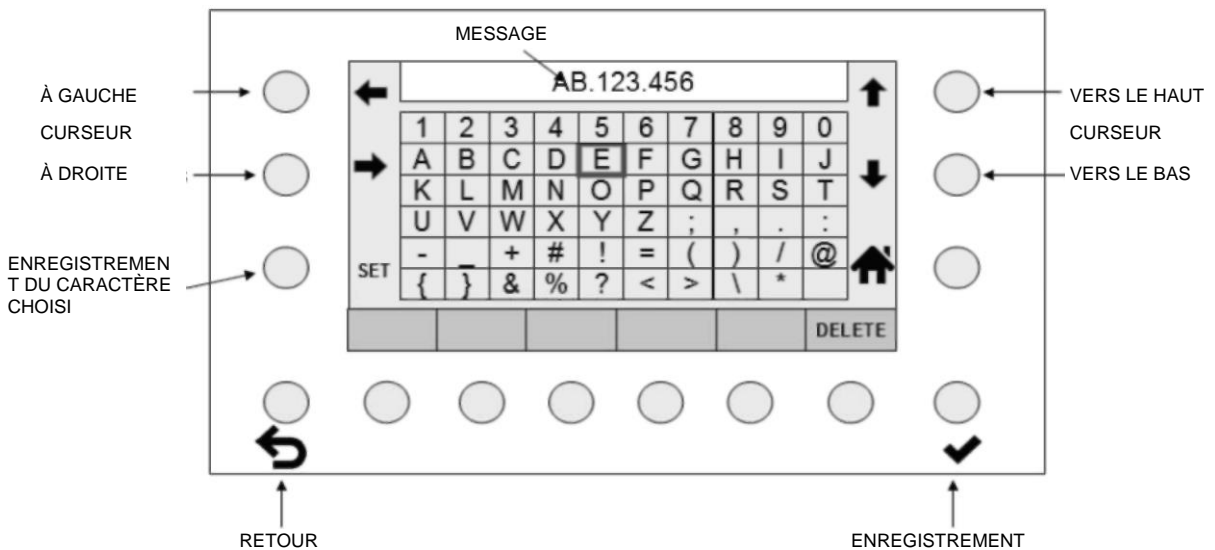 MESSAGE
AB.123.456
À GAUCHE
CURSEUR
À DROITE
VERS LE HAUT
CURSEUR
VERS LE BAS
1 2 3 4 5 6 7 8 9 0
A B C D E F G H I J
K L M N O P Q R S T
U V W X Y Z ; , . :
- _ + # ! = ( ) / @
{ } & % ? < > \ *
SET
ENREGISTREMEN
T DU CARACTÈRE
CHOISI
DELETE
RETOUR
ENREGISTREMENT